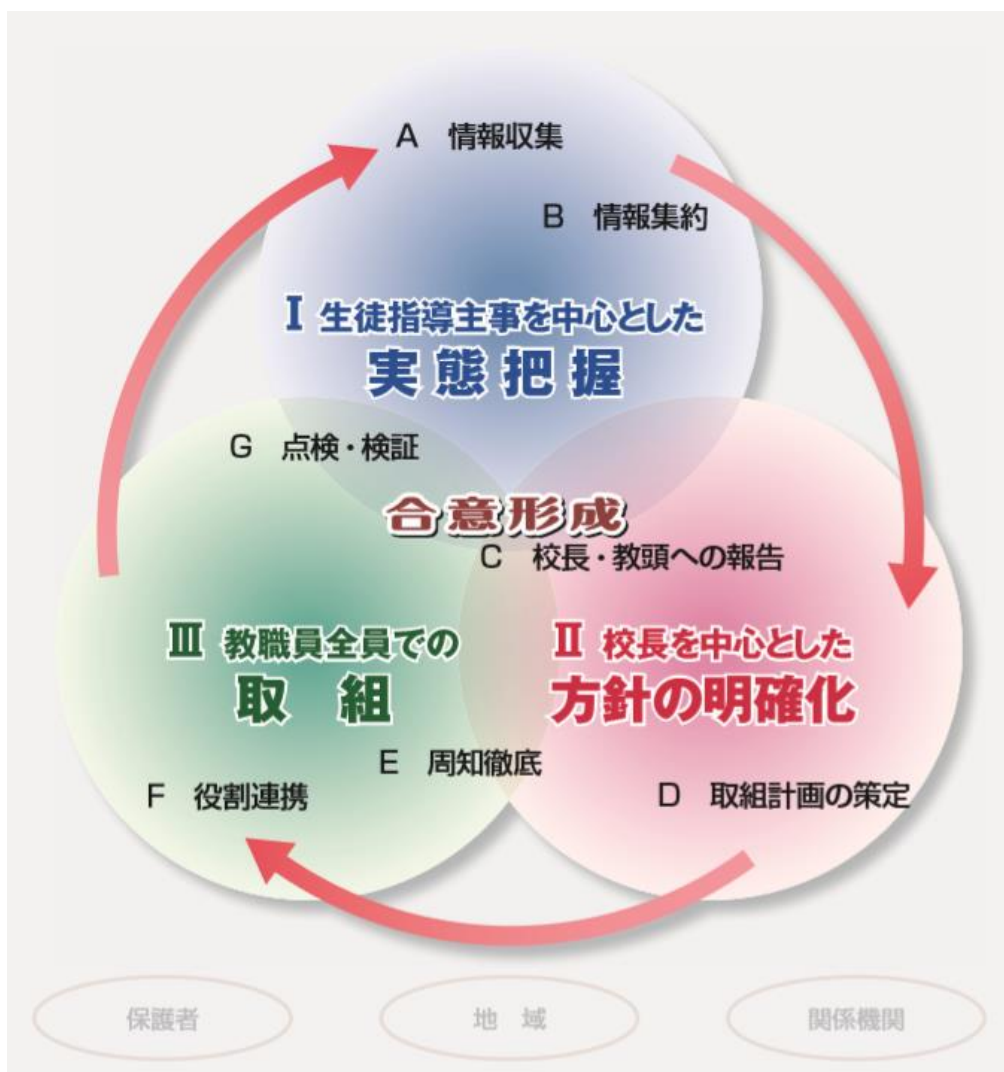 A　情報収集
B　情報集約
Ⅰ 生徒指導主事を中心とした
実態把握
G　点検・検証
合意形成
C　校長・教頭への報告
Ⅲ 教職員全員での
取　組
Ⅱ 校長を中心とした
方針の明確化
E　周知徹底
F　役割連携
D　取組計画の策定
保護者
地　域
関係機関